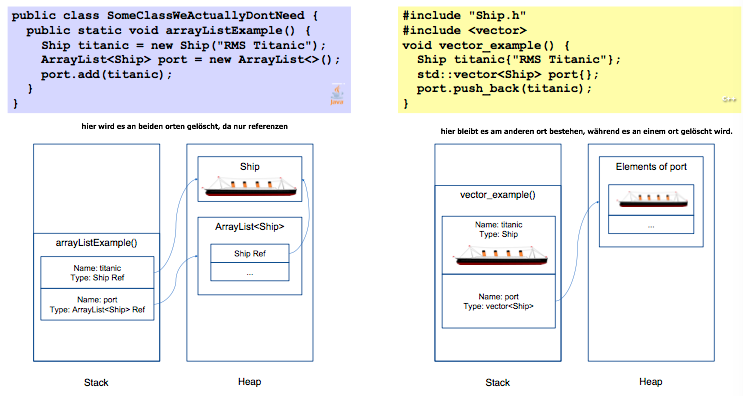 public class SomeClassWeActuallyDontNeed {
public static void arrayListExample() {
Ship titanic = new Ship("RMS Titanic");
ArrayList<Ship> port = new ArrayList<>();
port.add(titanic);
}
}
Java
hier wird es an beiden orten gelöscht, da nur referenzen
Ship
ArrayList<Ship>
Ship Ref
...
arrayListExample()
Name: titanic
Type: Ship Ref
Name: port
Type: ArrayList<Ship> Ref
Stack
Heap
#include "Ship.h"
#include <vector>
void vector_example() {
Ship titanic{"RMS Titanic"};
std::vector<Ship> port{};
port.push_back(titanic);
}
C++
hier bleibt es am anderen ort bestehen, während es an einem ort gelöscht wird.
vector_example()
Name: titanic
Type: Ship
Name: port
Type: vector<Ship>
Elements of port
...
Stack
Heap